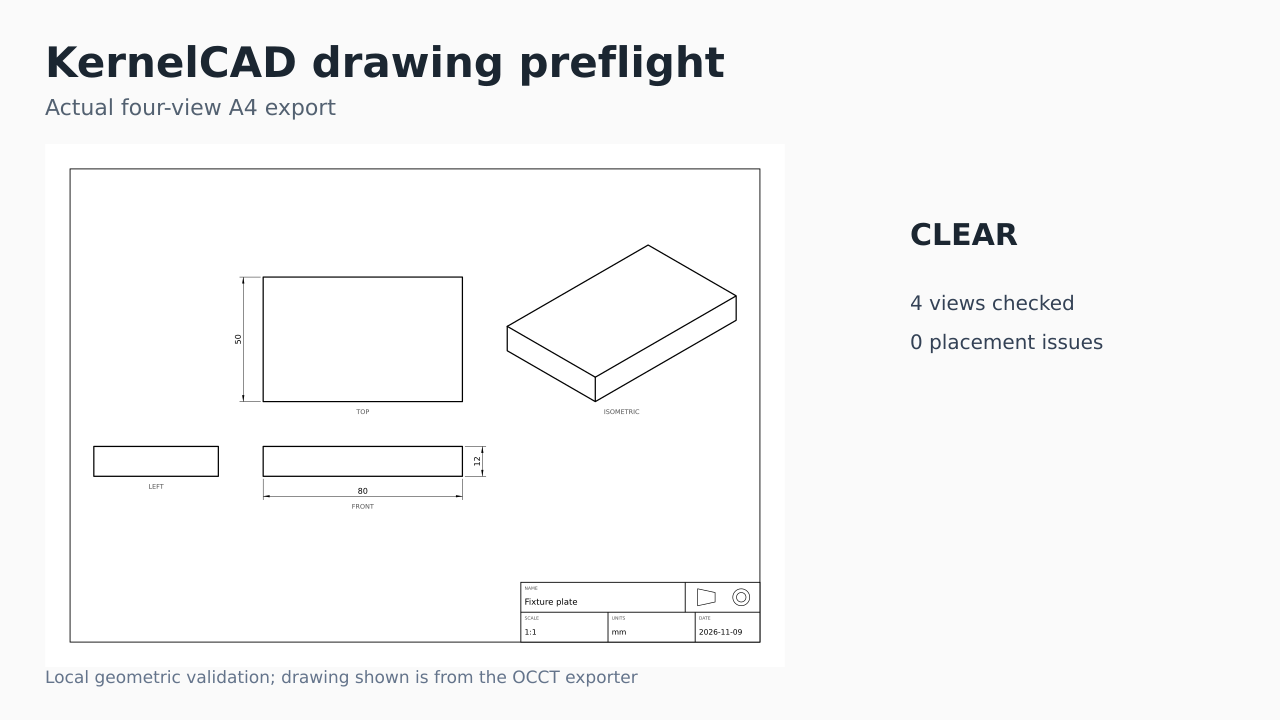 KernelCAD drawing preflight
Actual four-view A4 export
CLEAR
4 views checked
0 placement issues
50
TOP
ISOMETRIC
LEFT
12
80
FRONT
NAME
Fixture plate
SCALE
1:1
UNITS
mm
DATE
2026-11-09
Local geometric validation; drawing shown is from the OCCT exporter